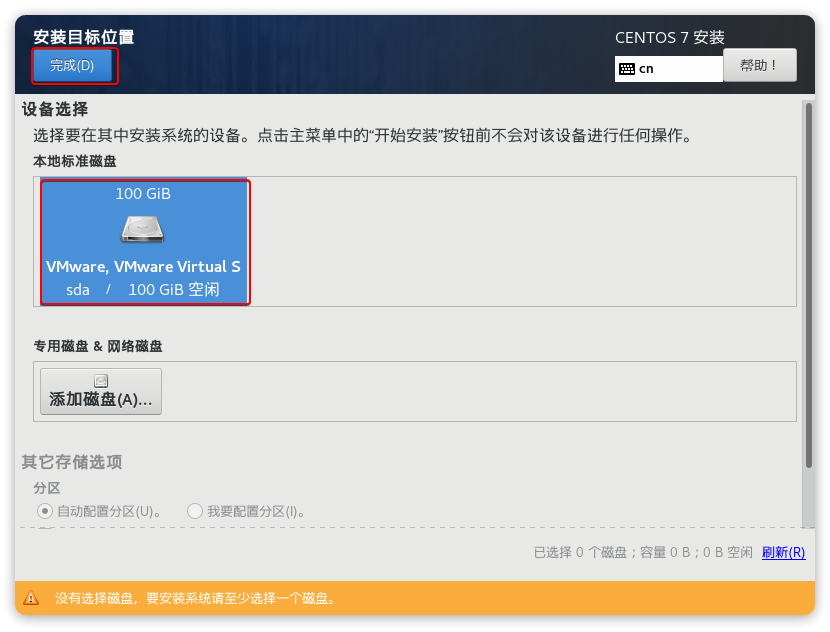 安装目标位置
CENTOS 7 安装
完成(D)
cn
帮助！
设备选择
选择要在其中安装系统的设备。点击主菜单中的“开始安装”按钮前不会对该设备进行任何操作。
本地标准磁盘
100 GiB
VMware, VMware Virtual S
sda / 100 GiB 空闲
专用磁盘 & 网络磁盘
添加磁盘(A)...
其它存储选项
分区
自动配置分区(U)。 我要配置分区(I)。
已选择 0 个磁盘；容量 0 B；0 B 空闲 刷新(R)
没有选择磁盘，要安装系统请至少选择一个磁盘。